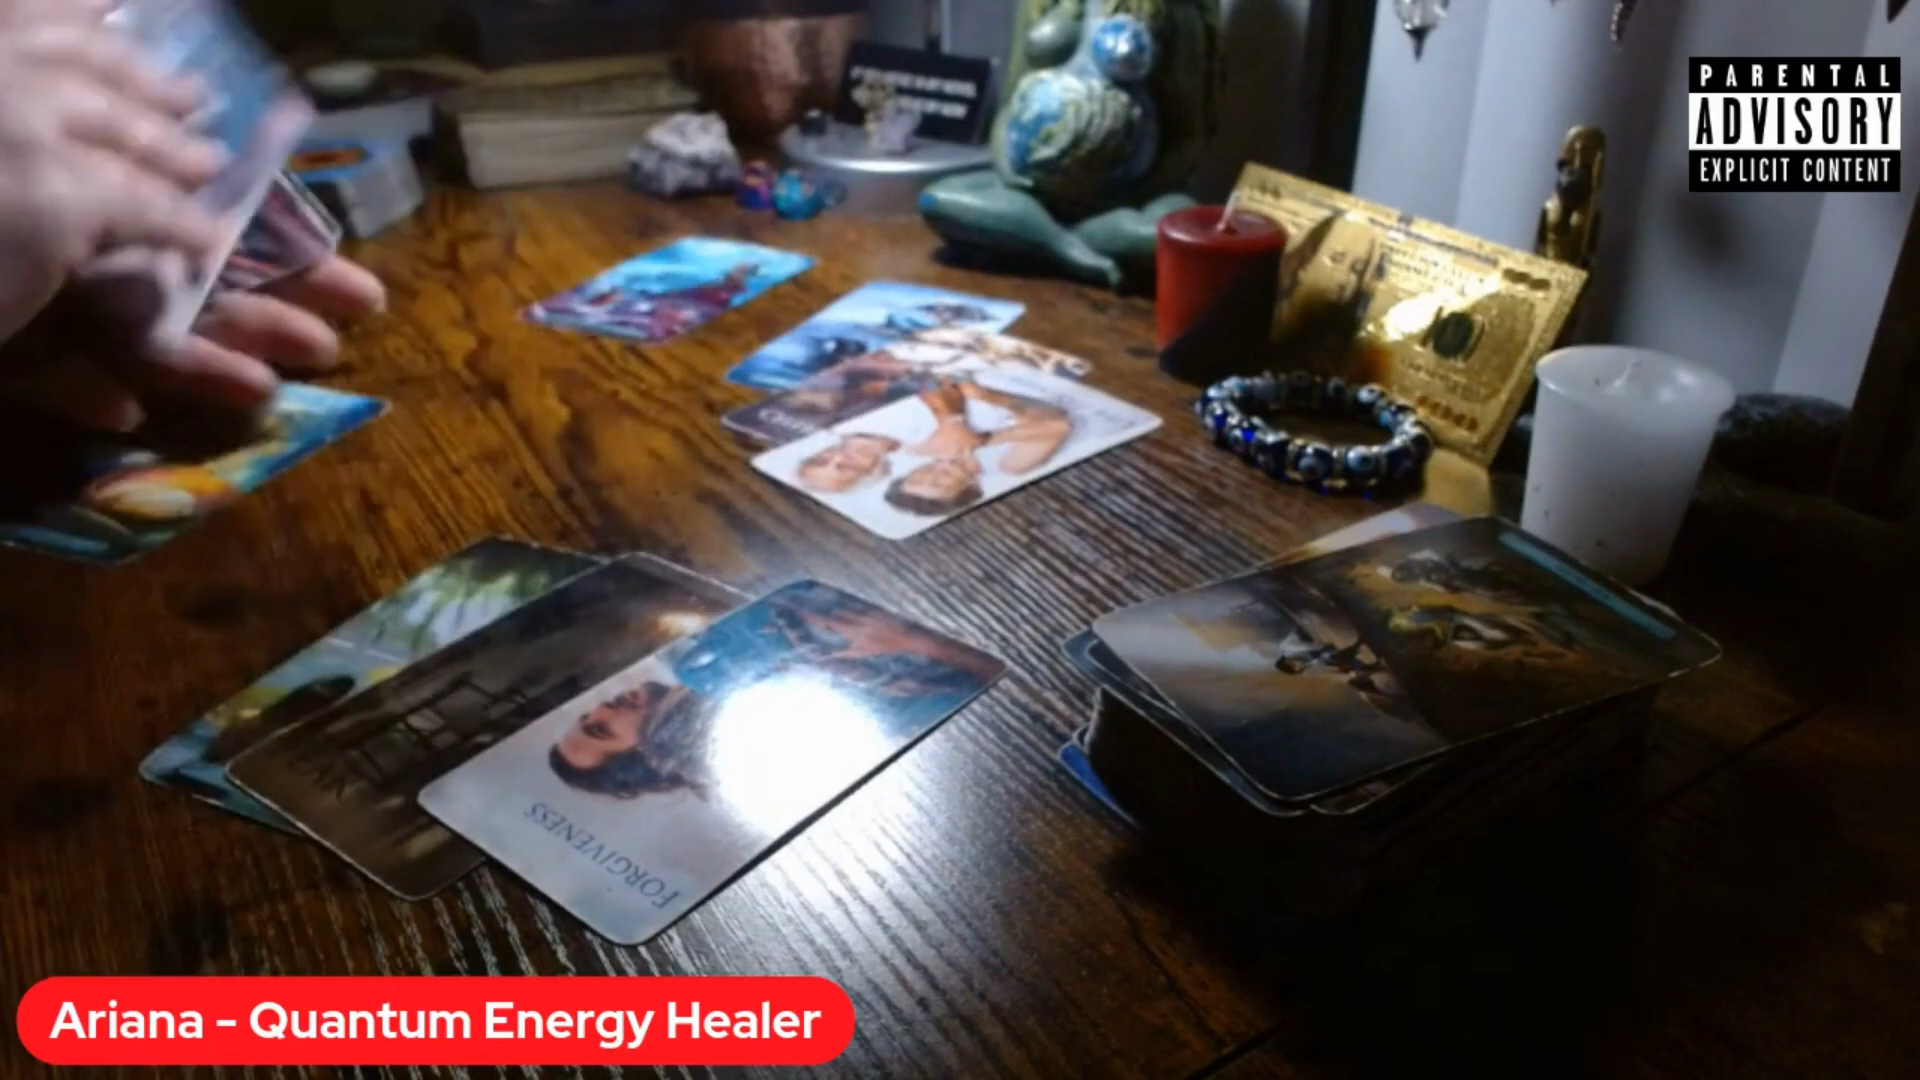 PARENTAL
ADVISORY
EXPLICIT CONTENT
FORGIVENESS
Ariana - Quantum Energy Healer